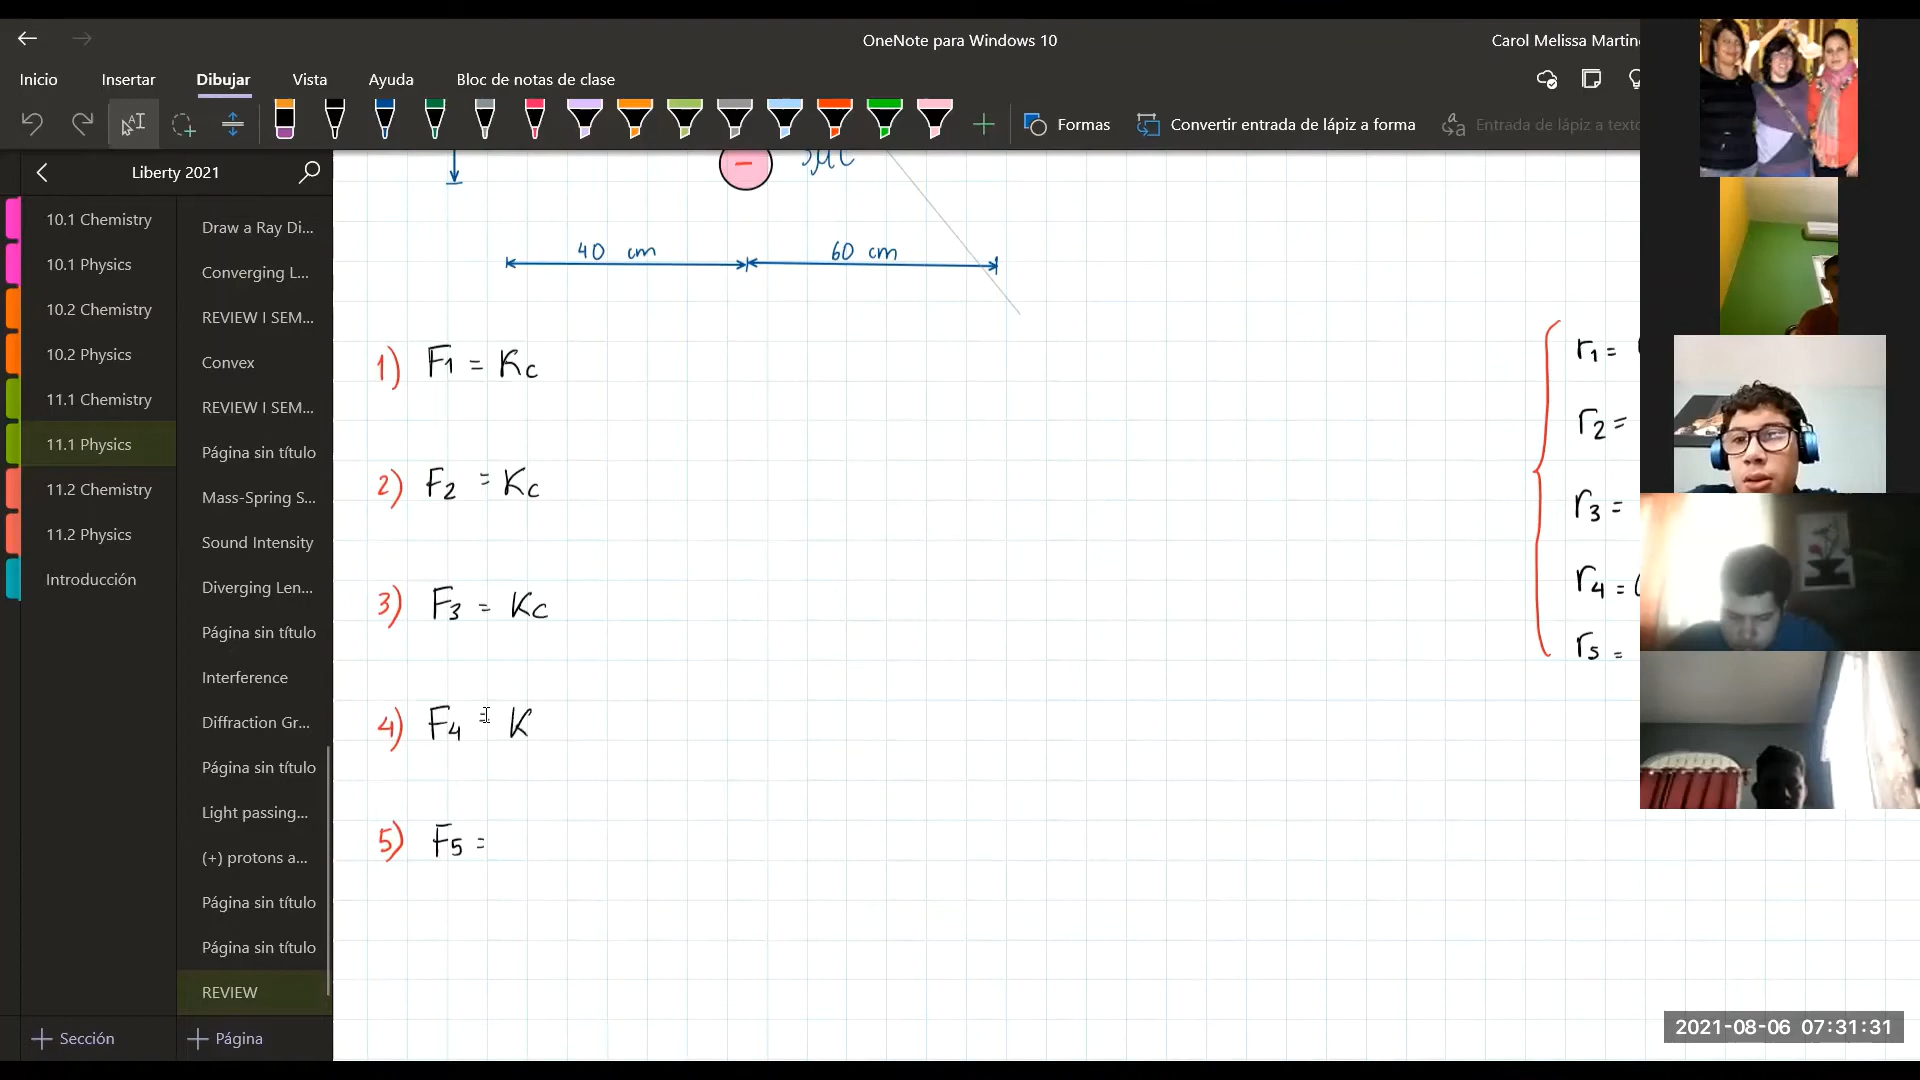 OneNote para Windows 10
Carol Melissa Martin
Inicio
Insertar
Dibujar
Vista
Ayuda
Bloc de notas de clase
Formas
Convertir entrada de lápiz a forma
Entrada de lápiz a texto
Liberty 2021
10.1 Chemistry
10.1 Physics
10.2 Chemistry
10.2 Physics
11.1 Chemistry
11.1 Physics
11.2 Chemistry
11.2 Physics
Introducción
Sección
Draw a Ray Di...
Converging L...
REVIEW I SEM...
Convex
REVIEW I SEM...
Página sin título
Mass-Spring S...
Sound Intensity
Diverging Len...
Página sin título
Interference
Diffraction Gr...
Página sin título
Light passing...
(+) protons a...
Página sin título
Página sin título
REVIEW
Página
−
40 cm
60 cm
1) F1 = Kc
2) F2 = Kc
3) F3 = Kc
4) F4 = K
5) F5 =
r1 =
r2 =
r3 =
r4 =
r5 =
2021-08-06 07:31:31